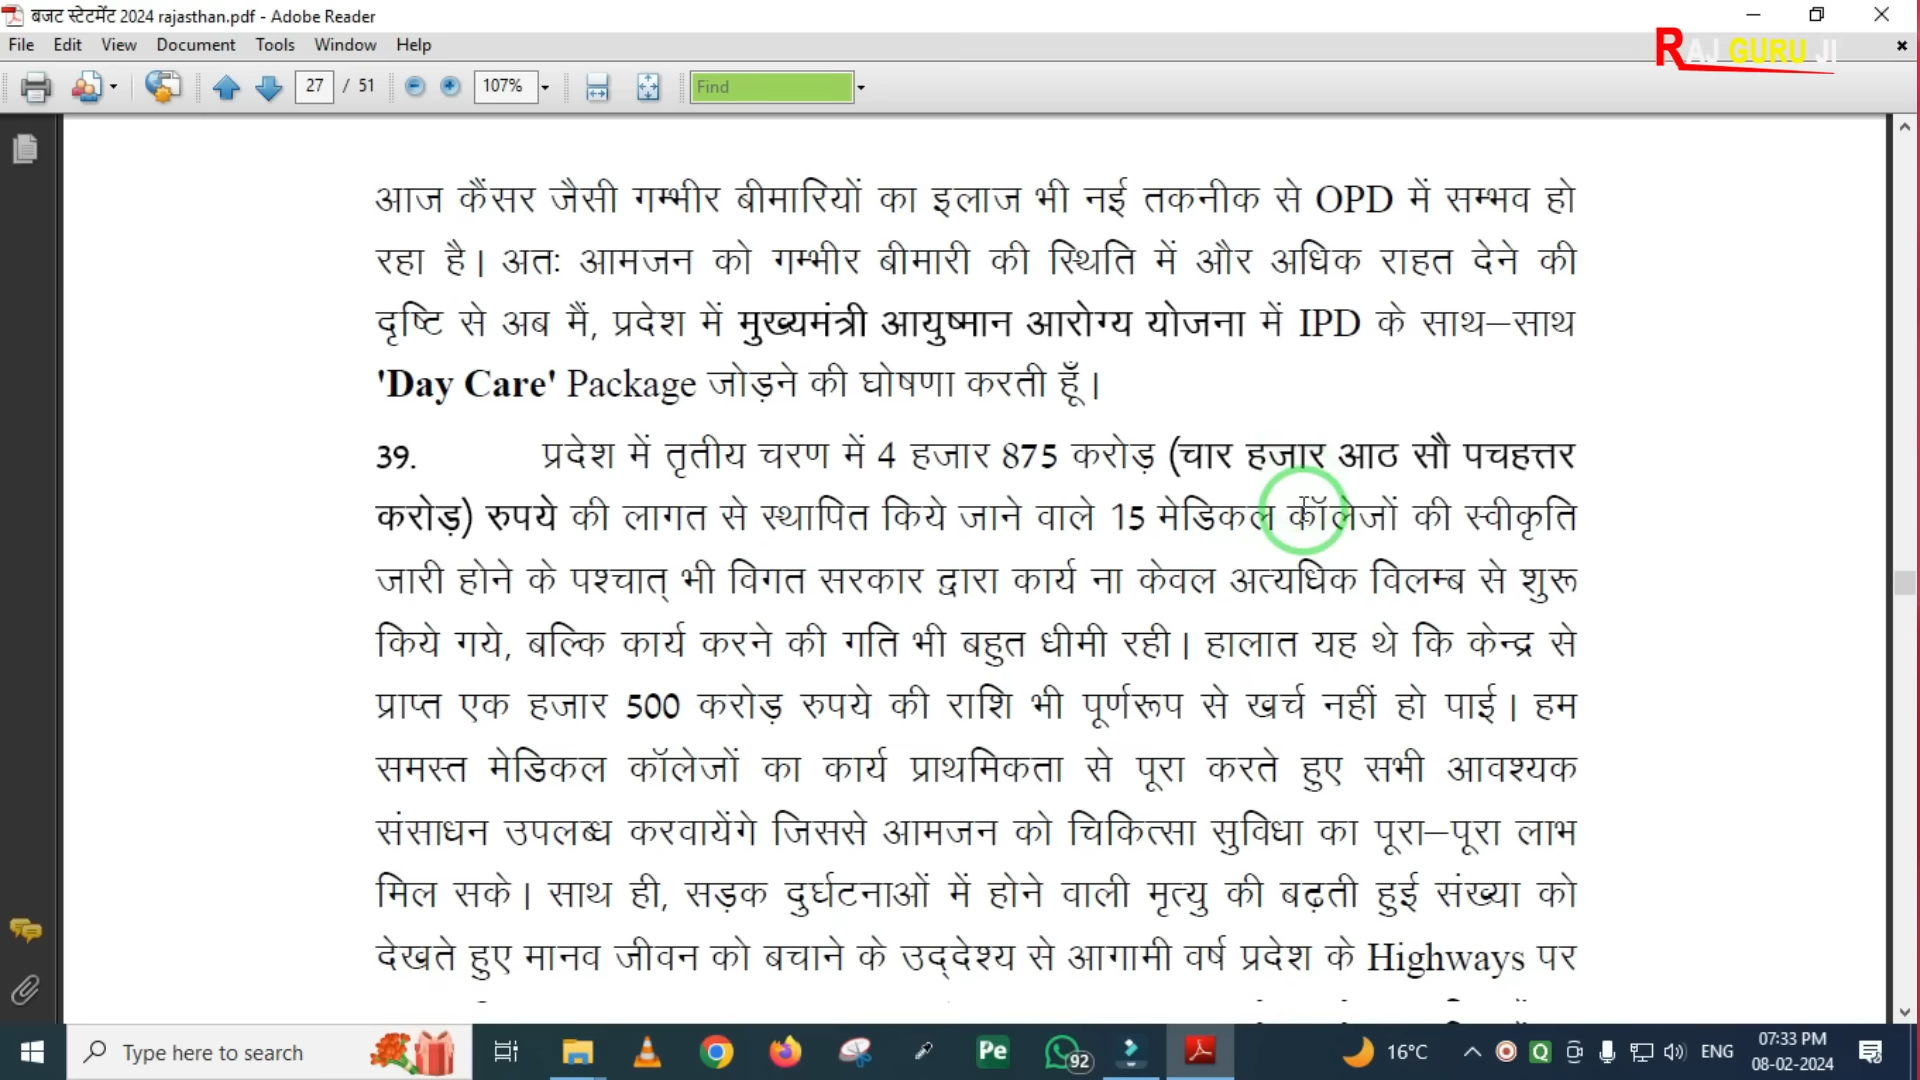 बजट स्टेटमेंट 2024 rajasthan.pdf - Adobe Reader
File Edit View Document Tools Window Help
RAJ GURU JI
27 / 51 107% Find
आज कैंसर जैसी गम्भीर बीमारियों का इलाज भी नई तकनीक से OPD में सम्भव हो
रहा है। अतः आमजन को गम्भीर बीमारी की स्थिति में और अधिक राहत देने की
दृष्टि से अब मैं, प्रदेश में मुख्यमंत्री आयुष्मान आरोग्य योजना में IPD के साथ–साथ
'Day Care' Package जोड़ने की घोषणा करती हूँ।
39. प्रदेश में तृतीय चरण में 4 हजार 875 करोड़ (चार हजार आठ सौ पचहत्तर
करोड़) रुपये की लागत से स्थापित किये जाने वाले 15 मेडिकल कॉलेजों की स्वीकृति
जारी होने के पश्चात् भी विगत सरकार द्वारा कार्य ना केवल अत्यधिक विलम्ब से शुरू
किये गये, बल्कि कार्य करने की गति भी बहुत धीमी रही। हालात यह थे कि केन्द्र से
प्राप्त एक हजार 500 करोड़ रुपये की राशि भी पूर्णरूप से खर्च नहीं हो पाई। हम
समस्त मेडिकल कॉलेजों का कार्य प्राथमिकता से पूरा करते हुए सभी आवश्यक
संसाधन उपलब्ध करवायेंगे जिससे आमजन को चिकित्सा सुविधा का पूरा–पूरा लाभ
मिल सके। साथ ही, सड़क दुर्घटनाओं में होने वाली मृत्यु की बढ़ती हुई संख्या को
देखते हुए मानव जीवन को बचाने के उद्देश्य से आगामी वर्ष प्रदेश के Highways पर
Type here to search Pe 92 16°C ENG 07:33 PM
08-02-2024